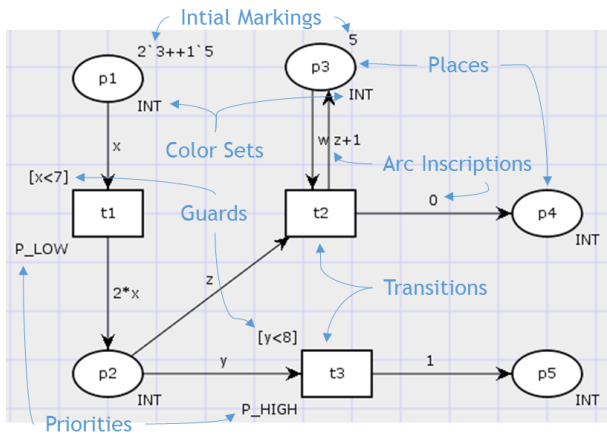 Intial Markings
2`3++1`5
5
p1
p3
Places
INT
INT
x
w
z+1
Color Sets
Arc Inscriptions
[x<7]
Guards
0
t1
t2
p4
P_LOW
INT
z
2*x
Transitions
[y<8]
p2
y
t3
1
p5
INT
INT
P_HIGH
Priorities